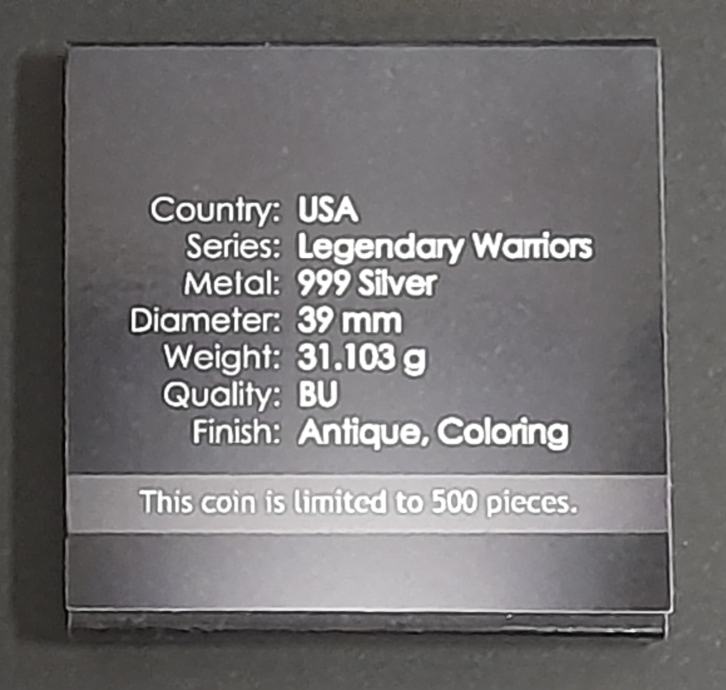 Country: USA
Series: Legendary Warriors
Metal: 999 Silver
Diameter: 39 mm
Weight: 31.103 g
Quality: BU
Finish: Antique, Coloring
This coin is limited to 500 pieces.